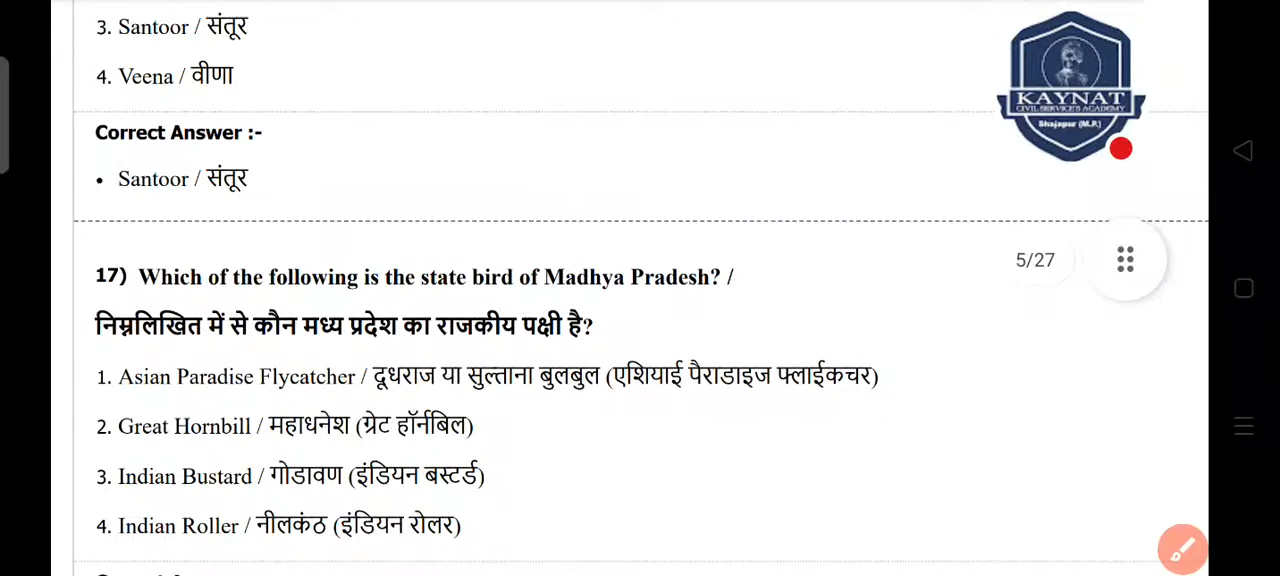 3. Santoor / संतूर
4. Veena / वीणा
KAYNAT
CIVIL SERVICE'S ACADEMY
Shajapur (M.P.)
Correct Answer :-
• Santoor / संतूर
17) Which of the following is the state bird of Madhya Pradesh? /
5/27
निम्नलिखित में से कौन मध्य प्रदेश का राजकीय पक्षी है?
1. Asian Paradise Flycatcher / दूधराज या सुल्ताना बुलबुल (एशियाई पैराडाइज फ्लाईकचर)
2. Great Hornbill / महाधनेश (ग्रेट हॉर्नबिल)
3. Indian Bustard / गोडावण (इंडियन बस्टर्ड)
4. Indian Roller / नीलकंठ (इंडियन रोलर)